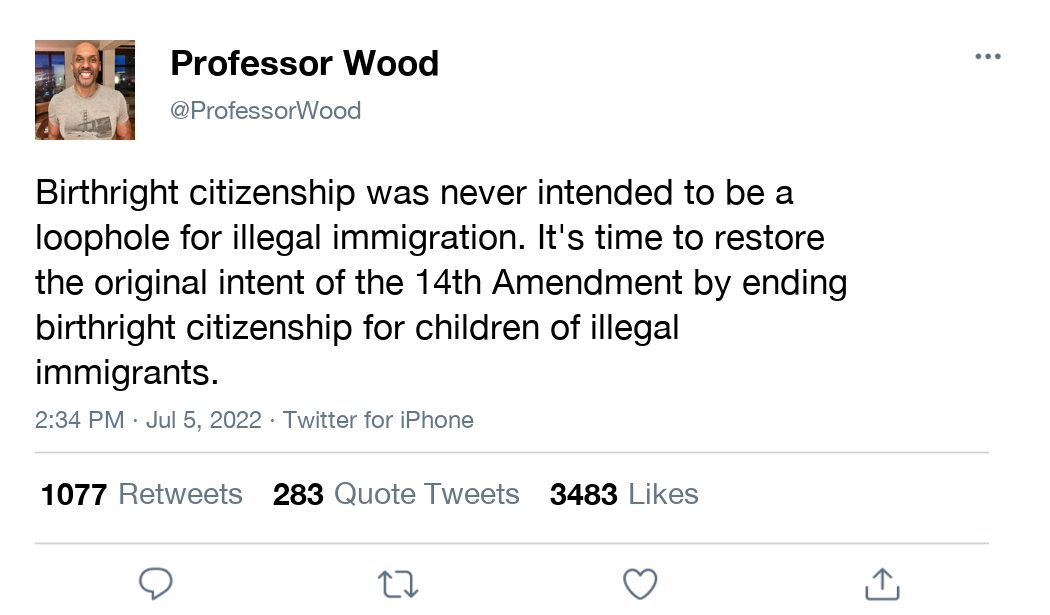 Professor Wood
@ProfessorWood
Birthright citizenship was never intended to be a
loophole for illegal immigration. It's time to restore
the original intent of the 14th Amendment by ending
birthright citizenship for children of illegal
immigrants.
2:34 PM · Jul 5, 2022 · Twitter for iPhone
1077 Retweets 283 Quote Tweets 3483 Likes